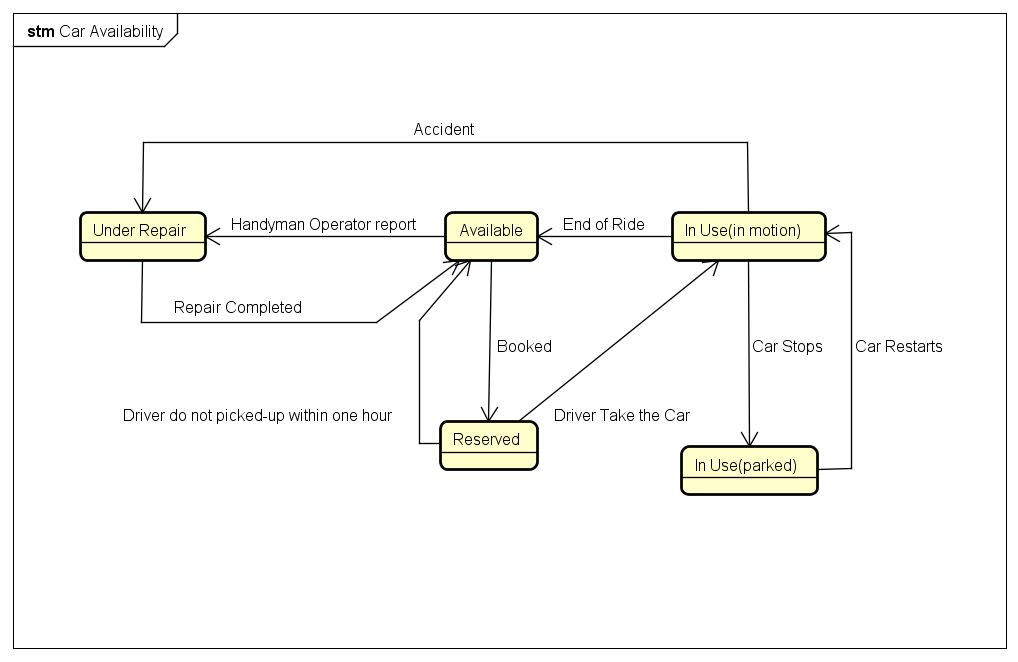 stm Car Availability
Accident
Handyman Operator report
End of Ride
Under Repair
Available
In Use(in motion)
Repair Completed
Booked
Car Stops
Car Restarts
Driver do not picked-up within one hour
Driver Take the Car
Reserved
In Use(parked)